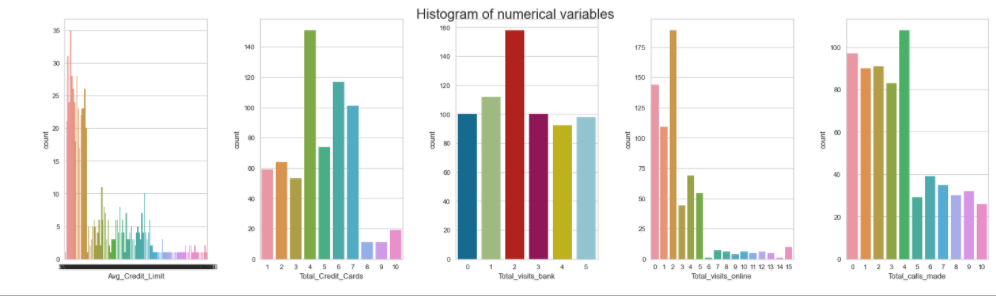 Histogram of numerical variables
count
35
30
25
20
15
10
5
0
Avg_Credit_Limit
count
140
120
100
80
60
40
20
0
1 2 3 4 5 6 7 8 9 10
Total_Credit_Cards
count
160
140
120
100
80
60
40
20
0
0 1 2 3 4 5
Total_visits_bank
count
175
150
125
100
75
50
25
0
0 1 2 3 4 5 6 7 8 9 10 11 12 13 14 15
Total_visits_online
count
100
80
60
40
20
0
0 1 2 3 4 5 6 7 8 9 10
Total_calls_made